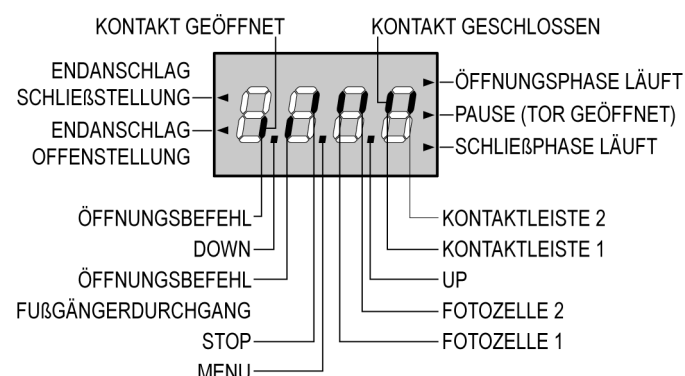 KONTAKT GEÖFFNET
KONTAKT GESCHLOSSEN
ENDANSCHLAG
SCHLIEßSTELLUNG
ENDANSCHLAG
OFFENSTELLUNG
ÖFFNUNGSPHASE LÄUFT
PAUSE (TOR GEÖFFNET)
SCHLIEßPHASE LÄUFT
ÖFFNUNGSBEFEHL
DOWN
ÖFFNUNGSBEFEHL
FUßGÄNGERDURCHGANG
STOP
MENU
KONTAKTLEISTE 2
KONTAKTLEISTE 1
UP
FOTOZELLE 2
FOTOZELLE 1